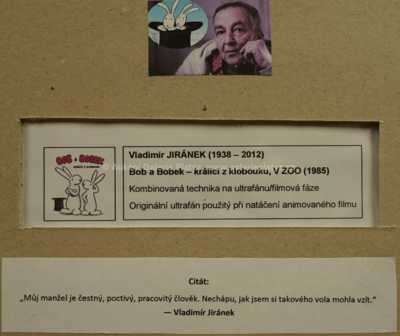 BOB A BOBEK
Vladimír JIRÁNEK (1938 – 2012)
Bob a Bobek – králíci z klobouku, V ZOO (1985)
Kombinovaná technika na ultrafánu/filmová fáze
Originální ultrafán použitý při natáčení animovaného filmu
Citát:
„Můj manžel je čestný, poctivý, pracovitý člověk. Nechápu, jak jsem si takového vola mohla vzít.“
— Vladimír Jiránek